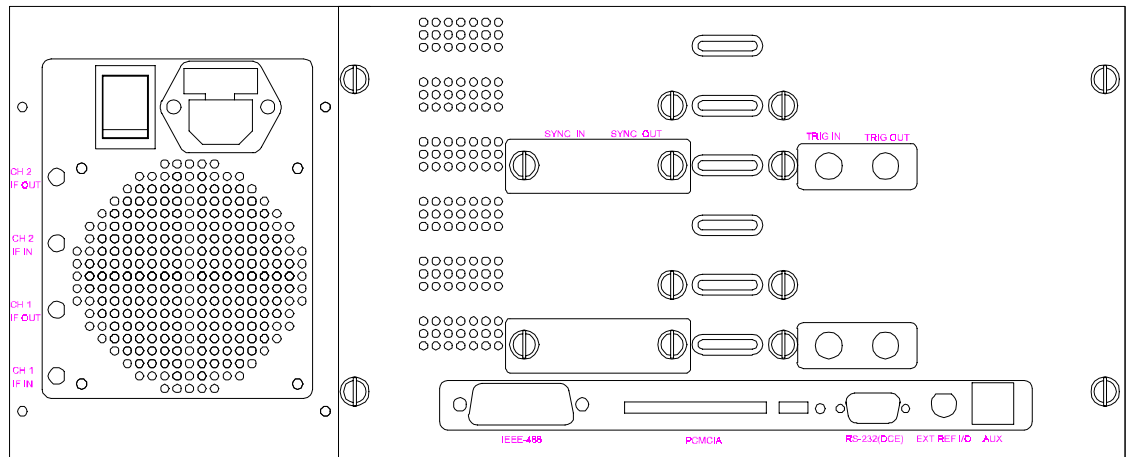 SYNC IN SYNC OUT
TRIG IN TRIG OUT
CH 2
IF OUT
CH 2
IF IN
CH 1
IF OUT
CH 1
IF IN
IEEE-488 PCMCIA RS-232(DCE) EXT REF I/O AUX